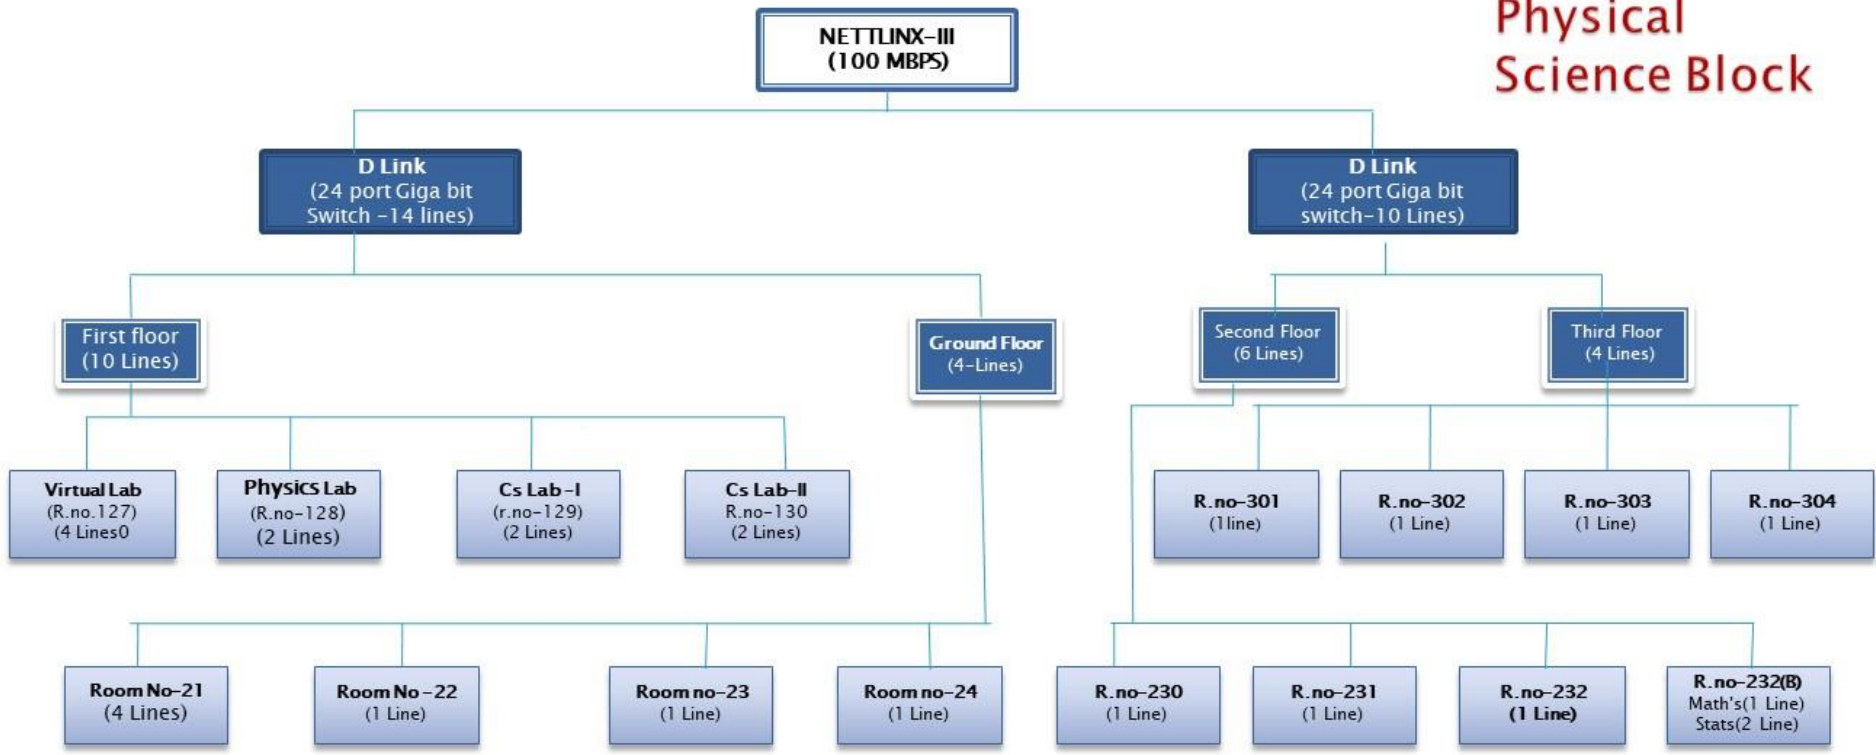 Physical
Science Block
NETTLINX-III
(100 MBPS)
D Link
(24 port Giga bit
Switch -14 lines)
D Link
(24 port Giga bit
switch-10 Lines)
First floor
(10 Lines)
Ground Floor
(4-Lines)
Second Floor
(6 Lines)
Third Floor
(4 Lines)
Virtual Lab
(R.no.127)
(4 Lines0
Physics Lab
(R.no-128)
(2 Lines)
Cs Lab-I
(r.no-129)
(2 Lines)
Cs Lab-II
R.no-130
(2 Lines)
R.no-301
(1line)
R.no-302
(1 Line)
R.no-303
(1 Line)
R.no-304
(1 Line)
Room No-21
(4 Lines)
Room No-22
(1 Line)
Room no-23
(1 Line)
Room no-24
(1 Line)
R.no-230
(1 Line)
R.no-231
(1 Line)
R.no-232
(1 Line)
R.no-232(B)
Math's(1 Line)
Stats(2 Line)